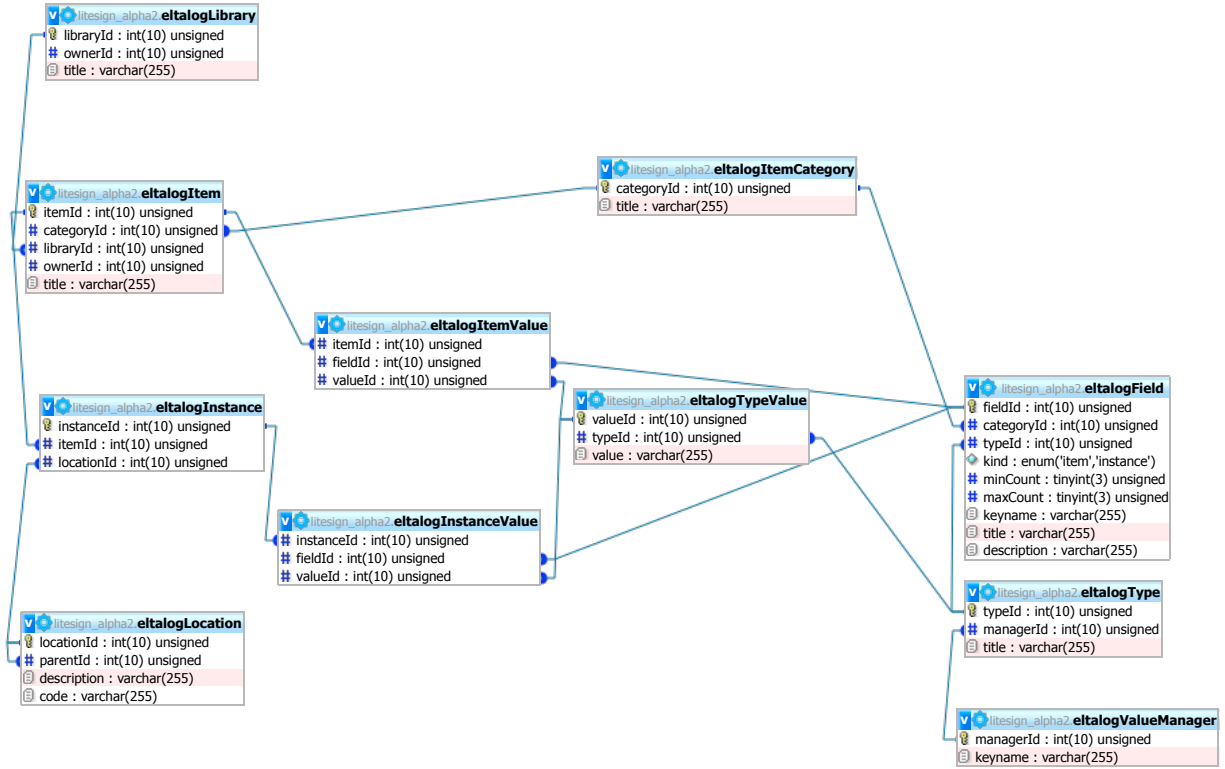 litesign_alpha2.eltalogLibrary
libraryId : int(10) unsigned
ownerId : int(10) unsigned
title : varchar(255)
litesign_alpha2.eltalogItemCategory
categoryId : int(10) unsigned
title : varchar(255)
litesign_alpha2.eltalogItem
itemId : int(10) unsigned
categoryId : int(10) unsigned
libraryId : int(10) unsigned
ownerId : int(10) unsigned
title : varchar(255)
litesign_alpha2.eltalogItemValue
itemId : int(10) unsigned
fieldId : int(10) unsigned
valueId : int(10) unsigned
litesign_alpha2.eltalogField
fieldId : int(10) unsigned
categoryId : int(10) unsigned
typeId : int(10) unsigned
kind : enum('item','instance')
minCount : tinyint(3) unsigned
maxCount : tinyint(3) unsigned
keyname : varchar(255)
title : varchar(255)
description : varchar(255)
litesign_alpha2.eltalogTypeValue
valueId : int(10) unsigned
typeId : int(10) unsigned
value : varchar(255)
litesign_alpha2.eltalogInstance
instanceId : int(10) unsigned
itemId : int(10) unsigned
locationId : int(10) unsigned
litesign_alpha2.eltalogInstanceValue
instanceId : int(10) unsigned
fieldId : int(10) unsigned
valueId : int(10) unsigned
litesign_alpha2.eltalogType
typeId : int(10) unsigned
managerId : int(10) unsigned
title : varchar(255)
litesign_alpha2.eltalogLocation
locationId : int(10) unsigned
parentId : int(10) unsigned
description : varchar(255)
code : varchar(255)
litesign_alpha2.eltalogValueManager
managerId : int(10) unsigned
keyname : varchar(255)